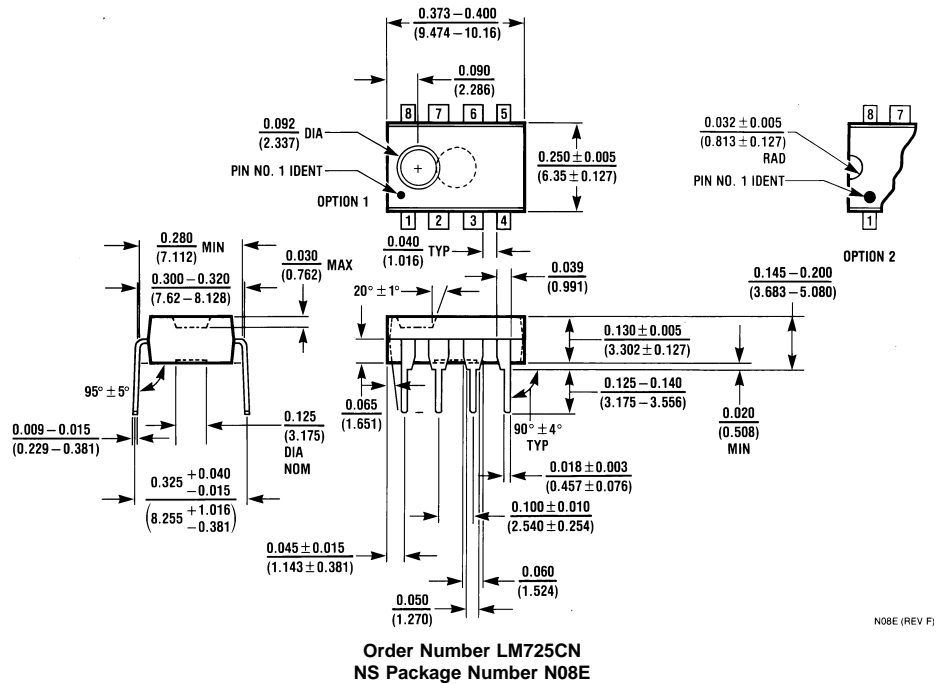 0.373 – 0.400
(9.474 – 10.16)
0.090
(2.286)
8 7 6 5
0.092 DIA
(2.337)
PIN NO. 1 IDENT
OPTION 1
1 2 3 4
0.250 ± 0.005
(6.35 ± 0.127)
0.032 ± 0.005
(0.813 ± 0.127)
RAD
PIN NO. 1 IDENT
8 7
1
OPTION 2
0.280 MIN
(7.112)
0.300 – 0.320
(7.62 – 8.128)
0.030 MAX
(0.762)
0.040 TYP
(1.016)
0.039
(0.991)
20° ± 1°
0.145 – 0.200
(3.683 – 5.080)
0.130 ± 0.005
(3.302 ± 0.127)
0.125 – 0.140
(3.175 – 3.556)
0.020
(0.508)
MIN
95° ± 5°
0.009 – 0.015
(0.229 – 0.381)
0.125
(3.175)
DIA
NOM
0.065
(1.651)
90° ± 4°
TYP
0.325 +0.040 −0.015
(8.255 +1.016 −0.381)
0.018 ± 0.003
(0.457 ± 0.076)
0.100 ± 0.010
(2.540 ± 0.254)
0.045 ± 0.015
(1.143 ± 0.381)
0.060
(1.524)
0.050
(1.270)
N08E (REV F)
Order Number LM725CN
NS Package Number N08E